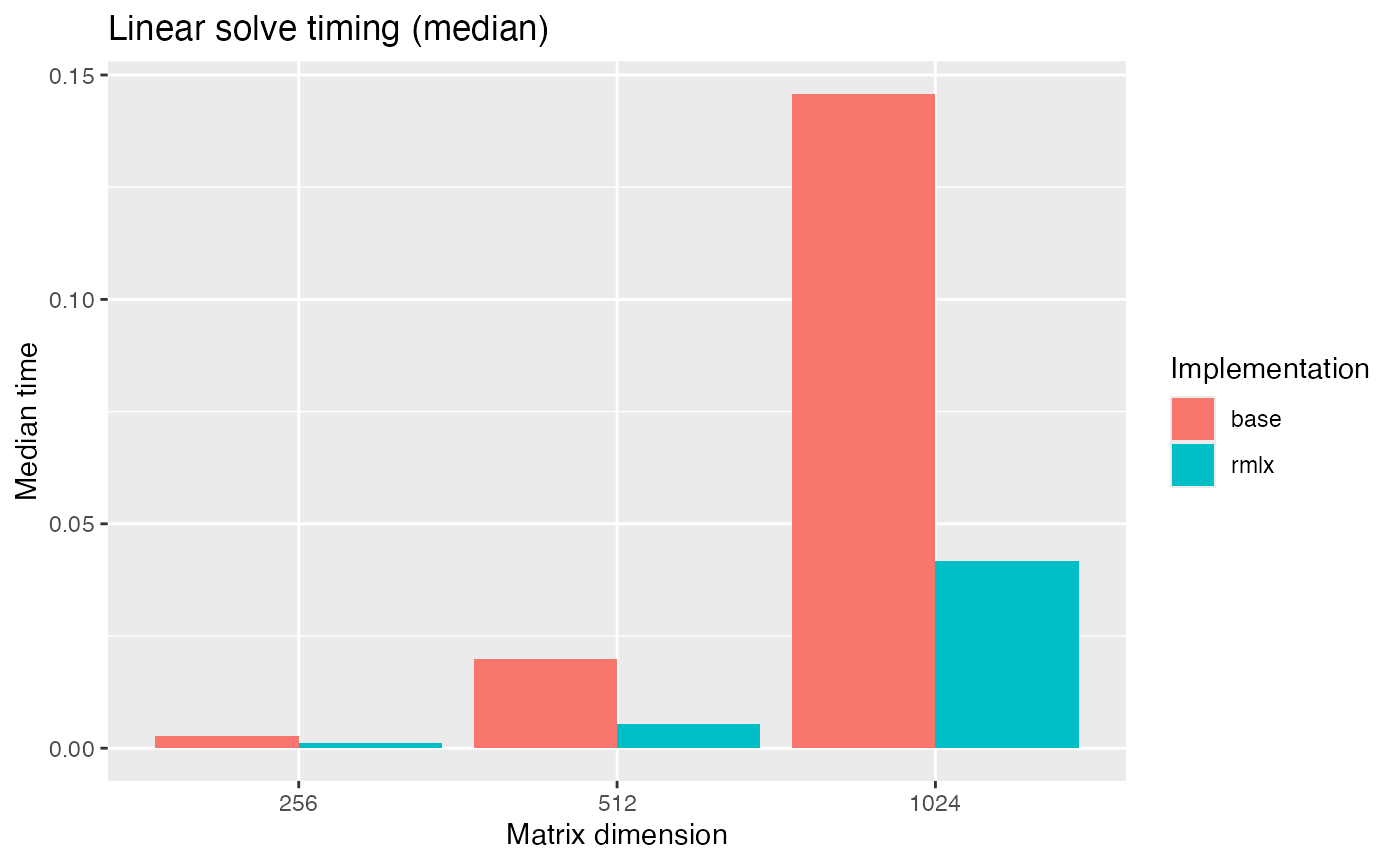 Linear solve timing (median)
0.15
0.10
0.05
0.00
Median time
256
512
1024
Matrix dimension
Implementation
base
rmlx